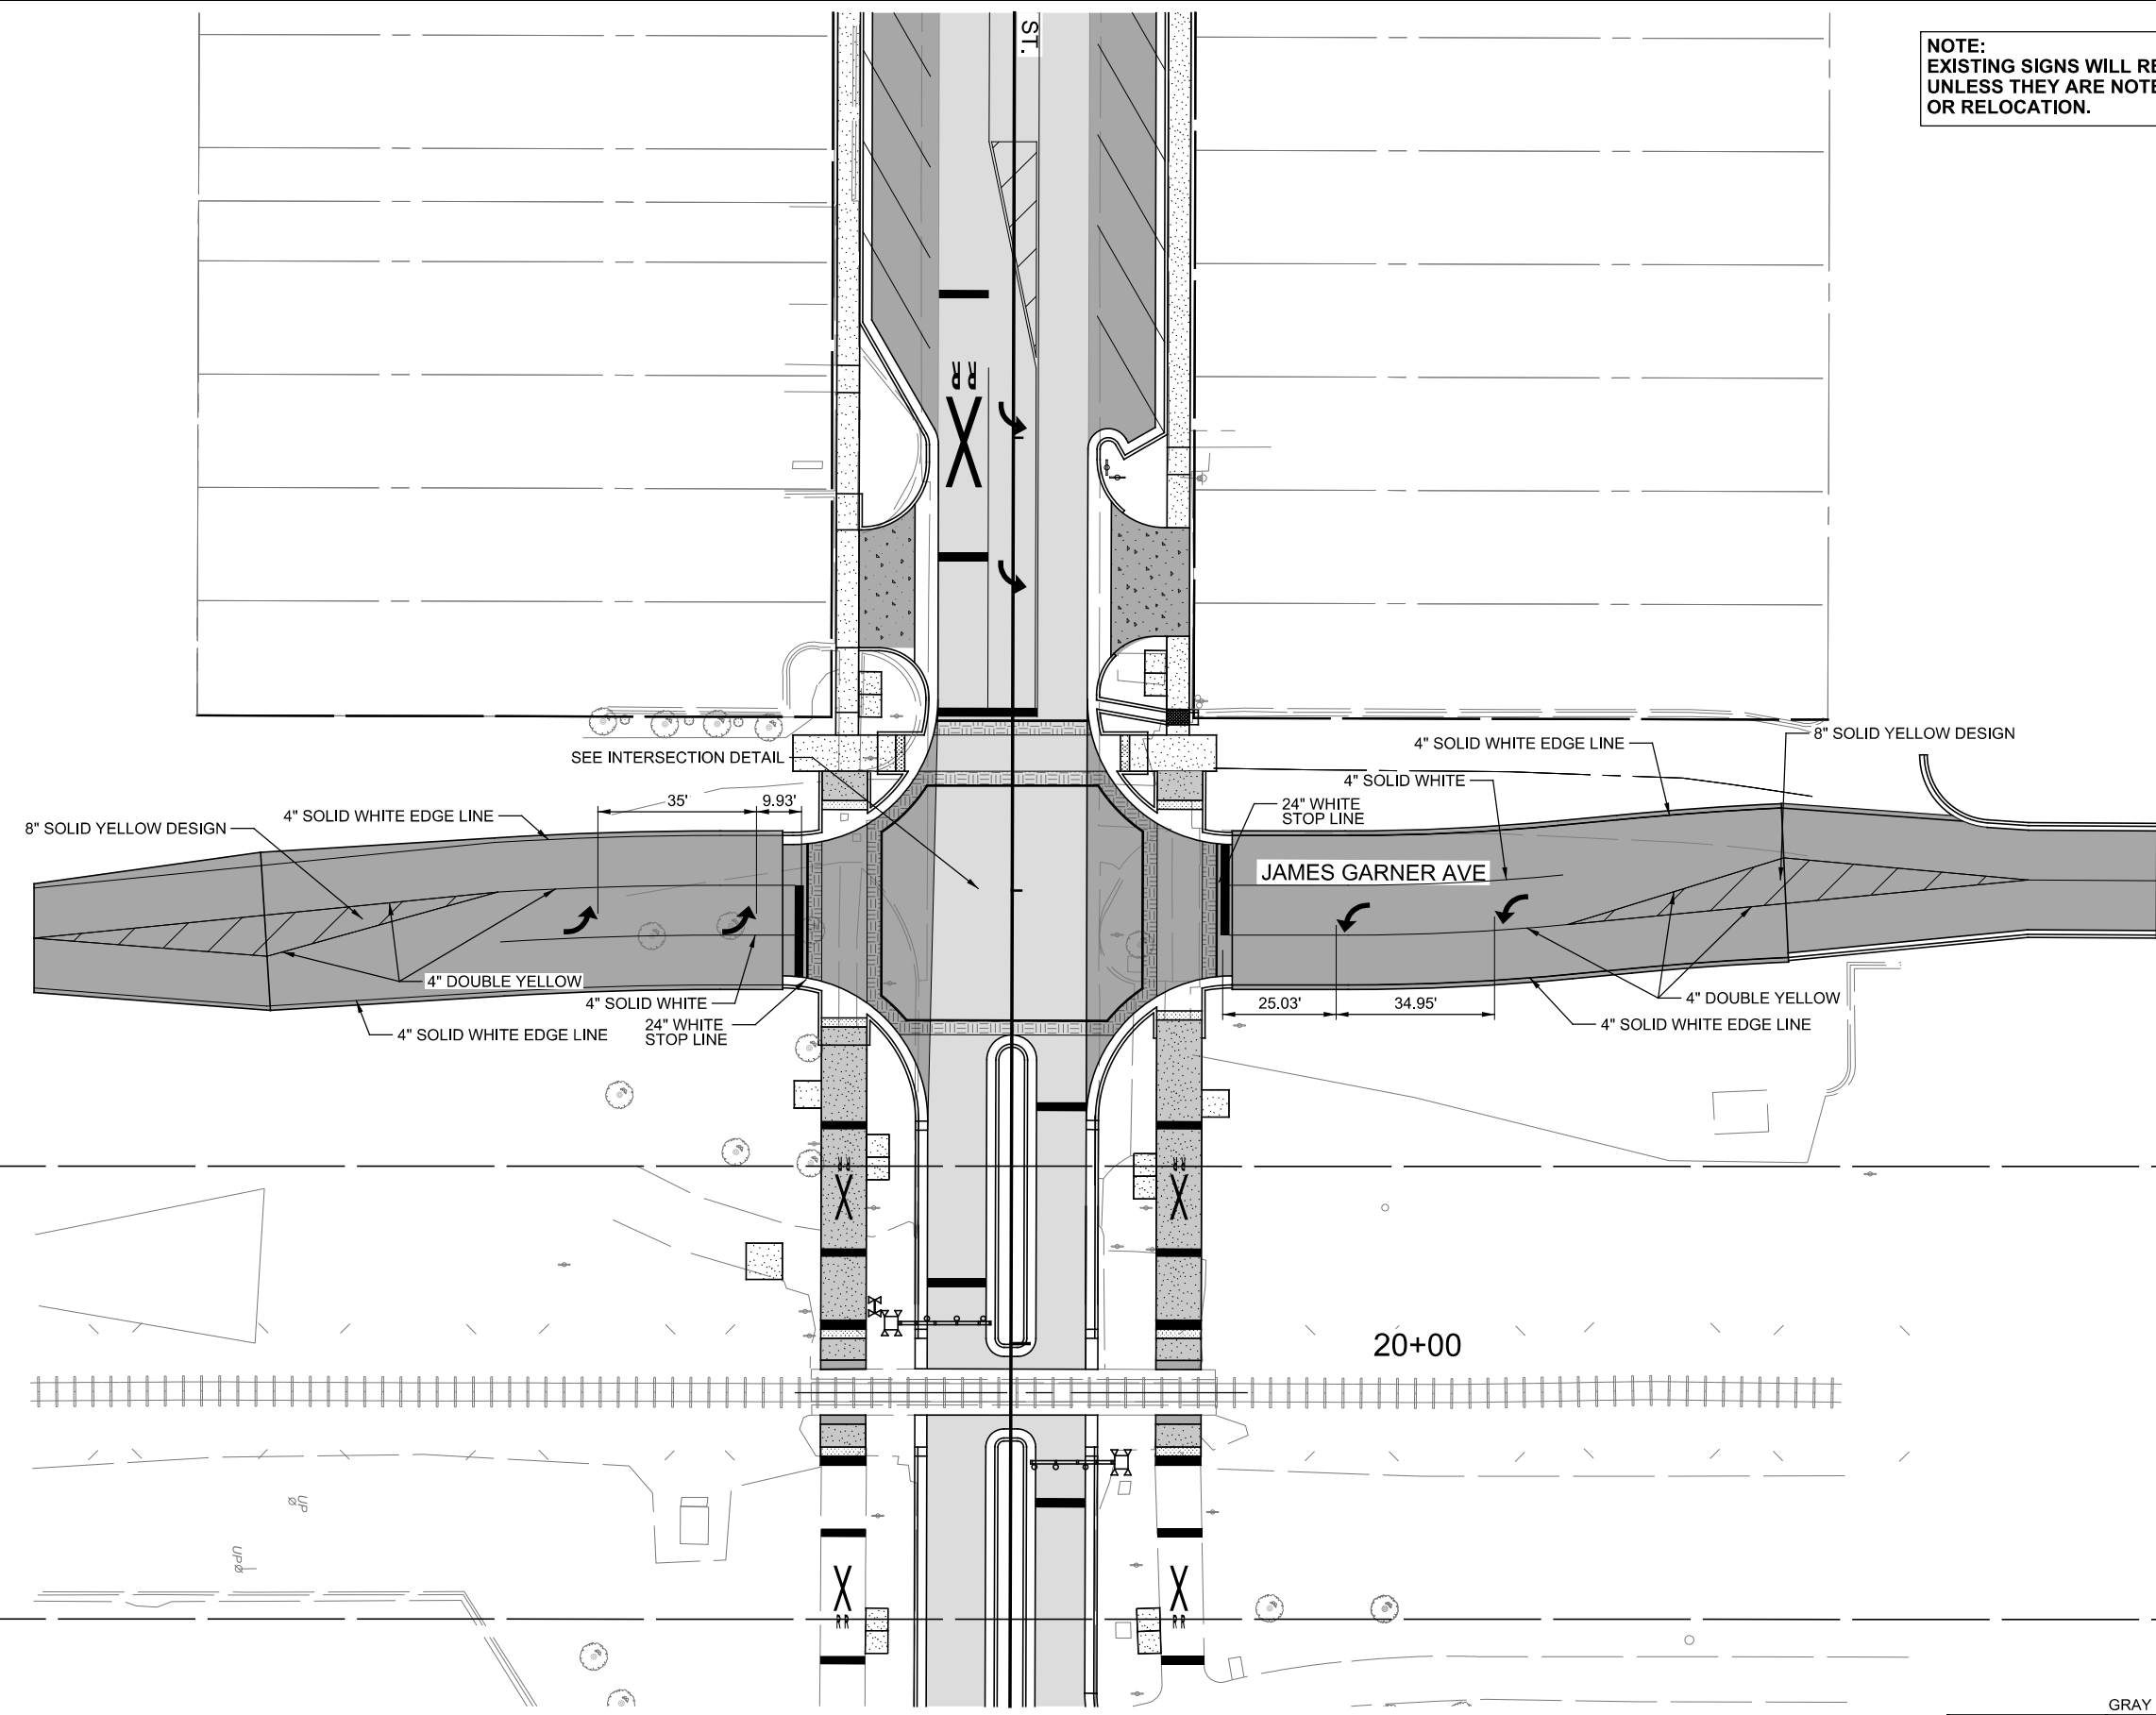 ST.
NOTE:
EXISTING SIGNS WILL RE
UNLESS THEY ARE NOTE
OR RELOCATION.
RR
SEE INTERSECTION DETAIL
8" SOLID YELLOW DESIGN
4" SOLID WHITE EDGE LINE
4" SOLID WHITE
24" WHITE
STOP LINE
35'
9.93'
4" SOLID WHITE EDGE LINE
8" SOLID YELLOW DESIGN
JAMES GARNER AVE
4" DOUBLE YELLOW
4" SOLID WHITE
24" WHITE
STOP LINE
4" SOLID WHITE EDGE LINE
25.03'
34.95'
4" DOUBLE YELLOW
4" SOLID WHITE EDGE LINE
RR
RR
20+00
UP
UP
RR
RR
GRAY